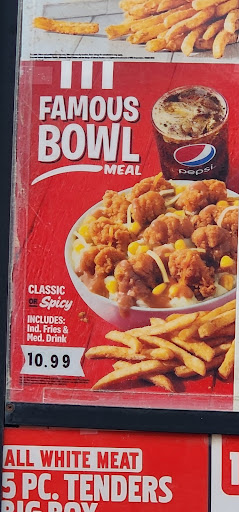 FAMOUS
BOWL
MEAL
pepsi
CLASSIC
OR Spicy
INCLUDES:
Ind. Fries &
Med. Drink
10.99
ALL WHITE MEAT
5 PC. TENDERS
BIG BOX